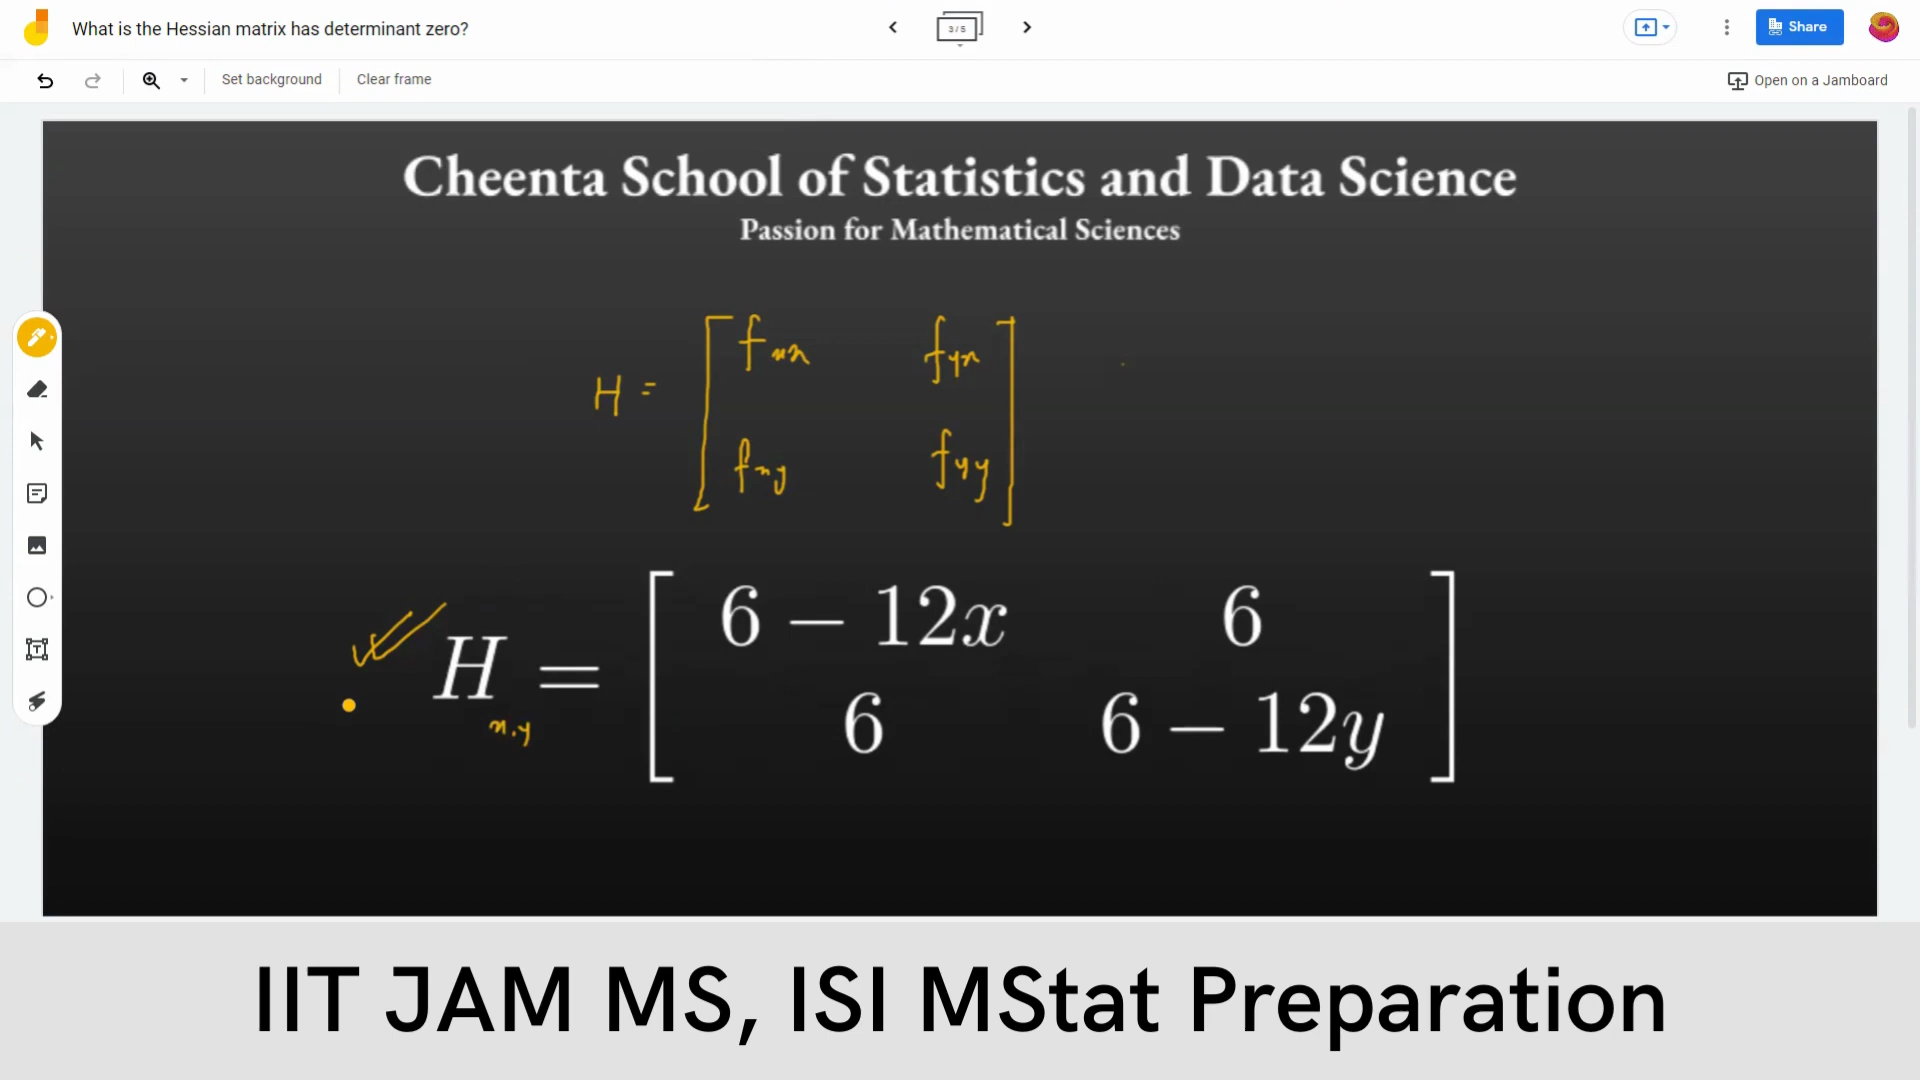 What is the Hessian matrix has determinant zero?
3 / 5
Share
Set background
Clear frame
Open on a Jamboard
Cheenta School of Statistics and Data Science
Passion for Mathematical Sciences
H = [ fxx fyx
fxy fyy ]
H = [ 6 − 12x 6
x,y
6 6 − 12y ]
IIT JAM MS, ISI MStat Preparation